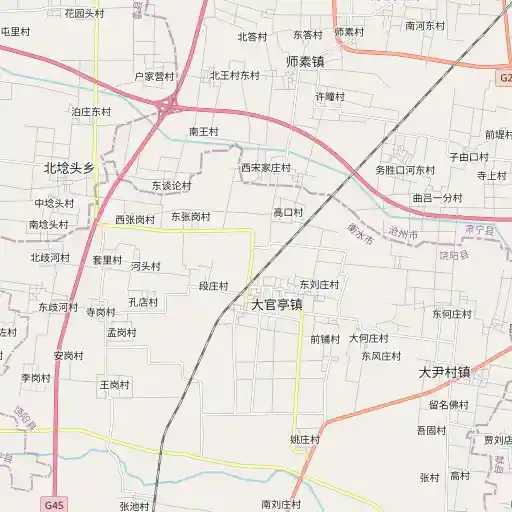 花园头村
北答村
东答村
师素村
南河东村
屯里村
师素镇
户家营村
北王村东村
G2
许疃村
泊庄东村
南王村
前堤村
北埝头乡
西宋家庄村
子由口村
务胜口河东村
寺上村
东谈论村
曲吕一分村
中埝头村
西张岗村
东张岗村
高口村
南埝头村
衡水市
沧州市
肃宁县
饶阳县
北歧河村
套里村
河头村
段庄村
东刘庄村
大官亭镇
孔店村
东歧河村
寺岗村
东何庄村
佐村
孟岗村
前铺村
大何庄村
安岗村
东风庄村
李岗村
王岗村
大尹村镇
留名佛村
饶阳县
吾固村
姚庄村
贾刘店
张村
高村
G45
张池村
南刘庄村